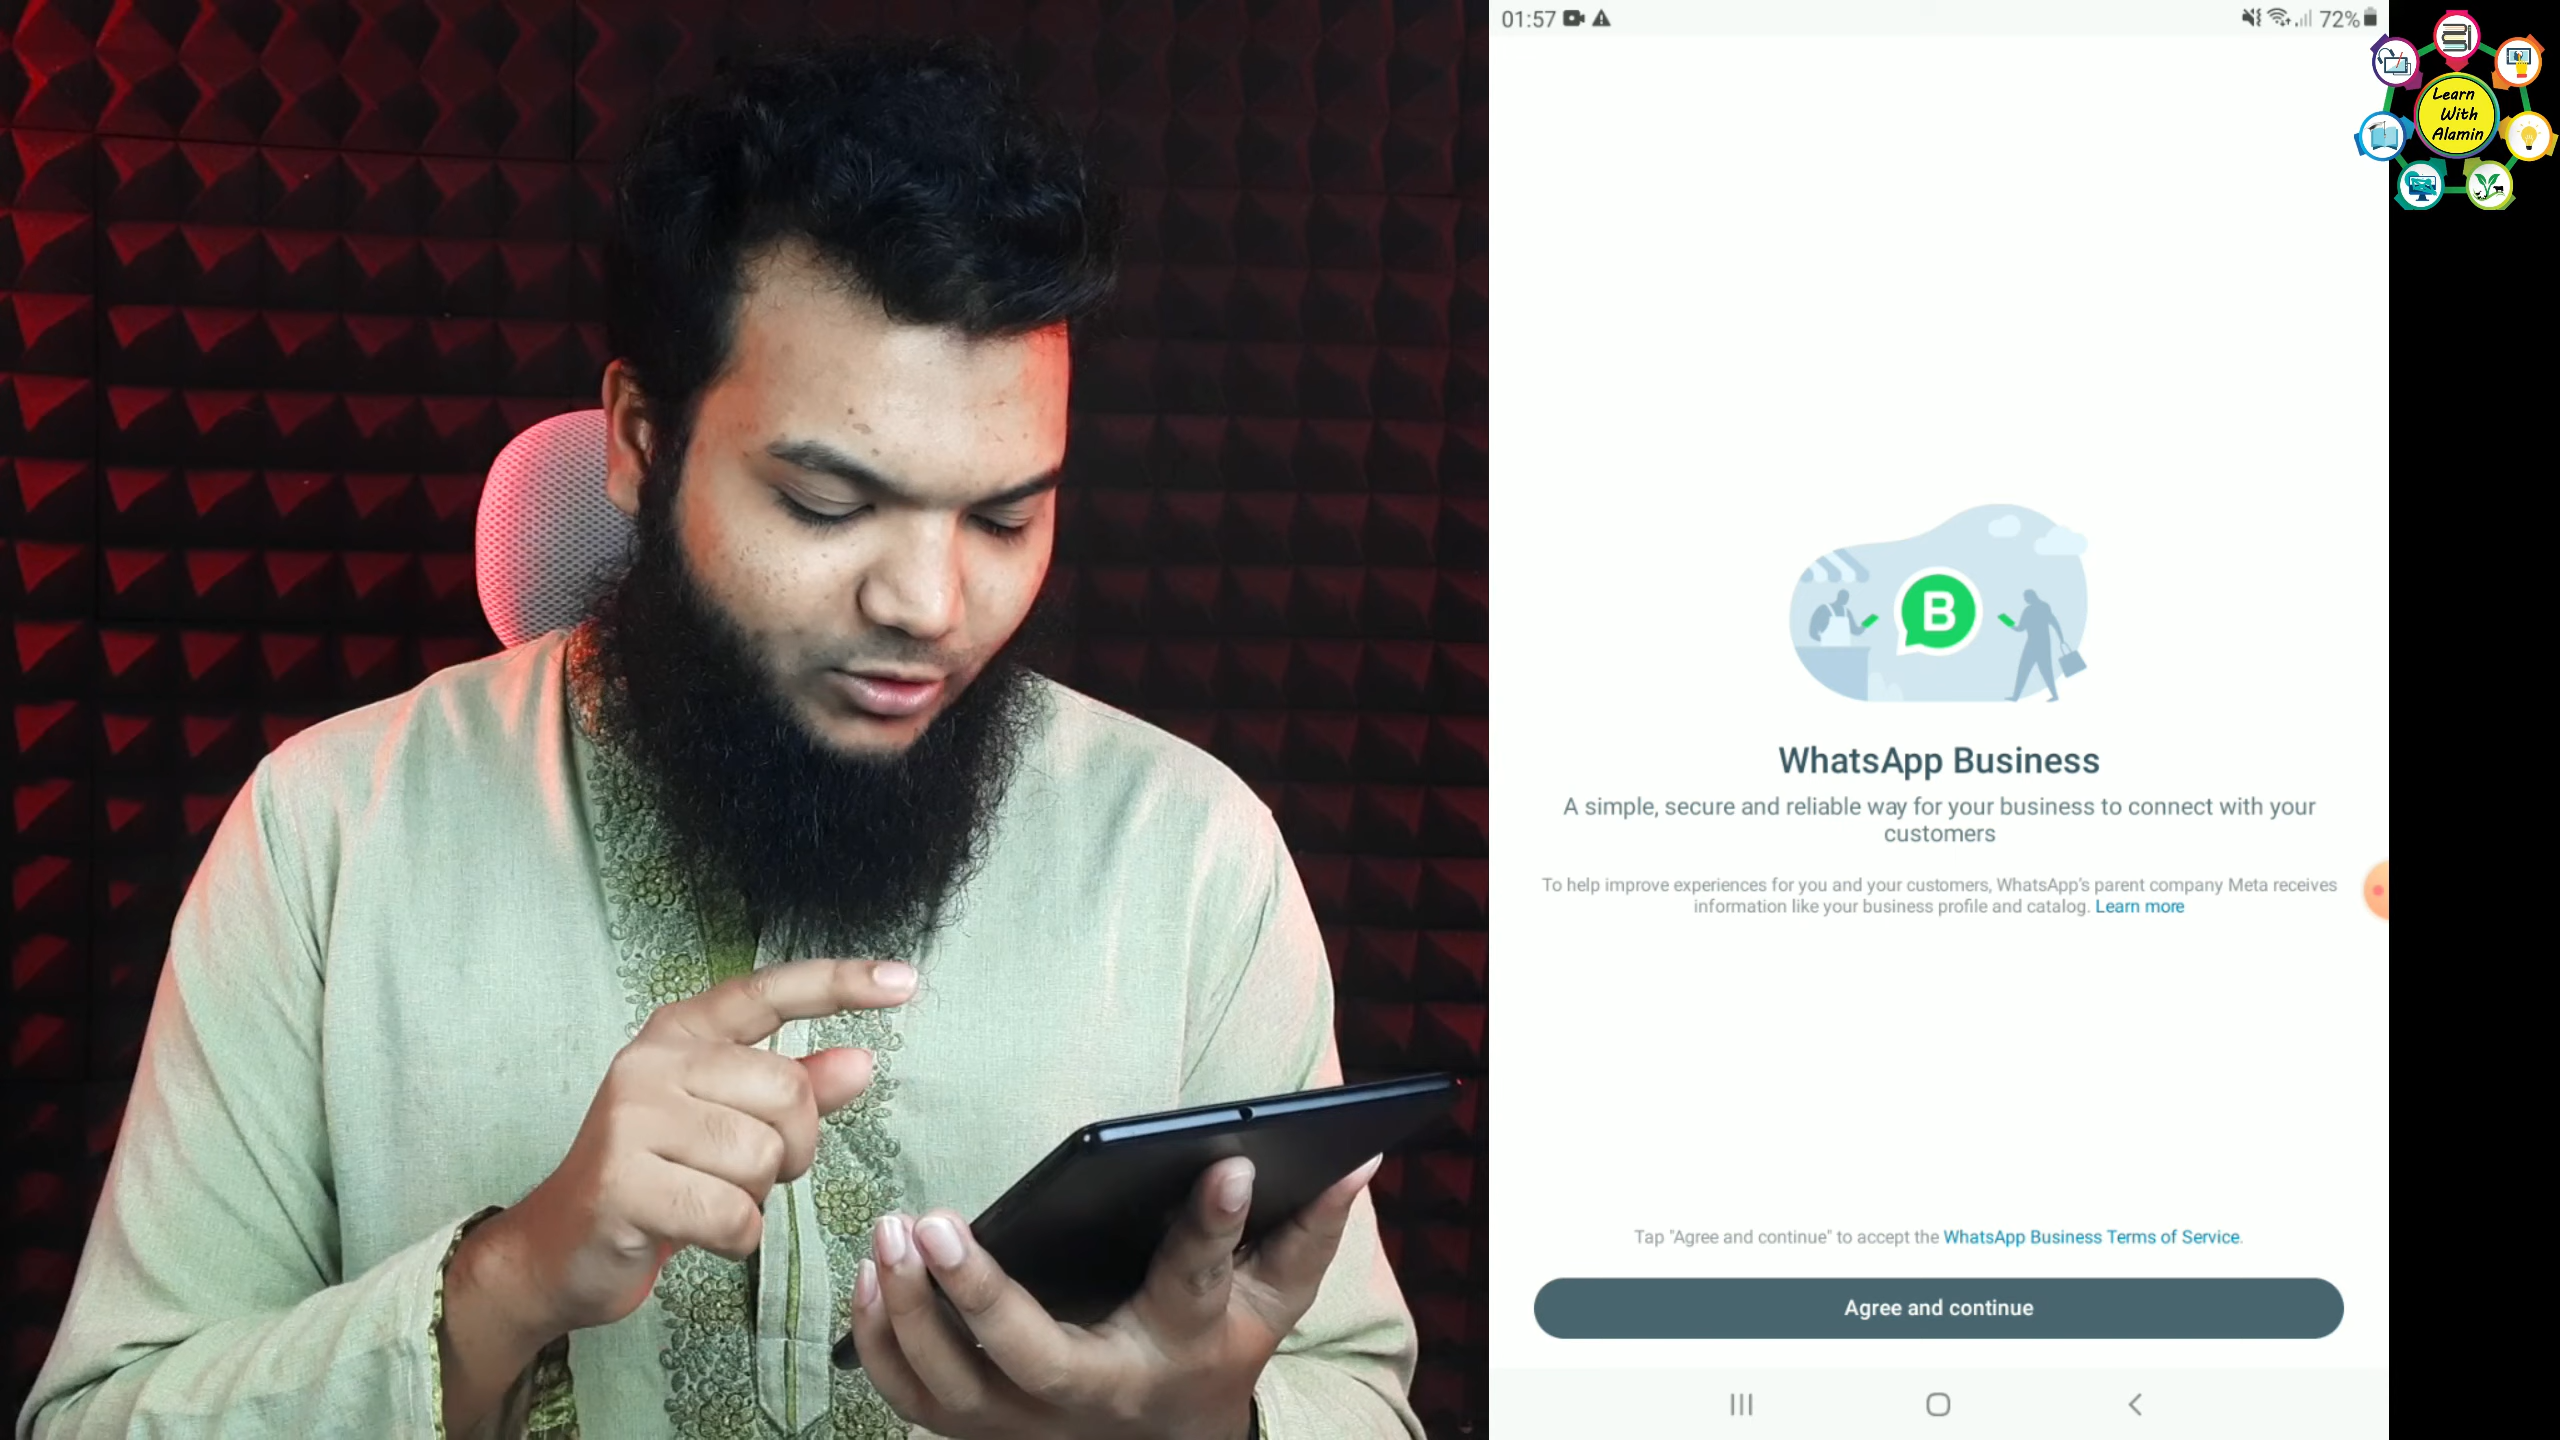 01:57
72%
Learn
With
Alamin
B
WhatsApp Business
A simple, secure and reliable way for your business to connect with your
customers
To help improve experiences for you and your customers, WhatsApp's parent company Meta receives
information like your business profile and catalog. Learn more
Tap "Agree and continue" to accept the WhatsApp Business Terms of Service.
Agree and continue